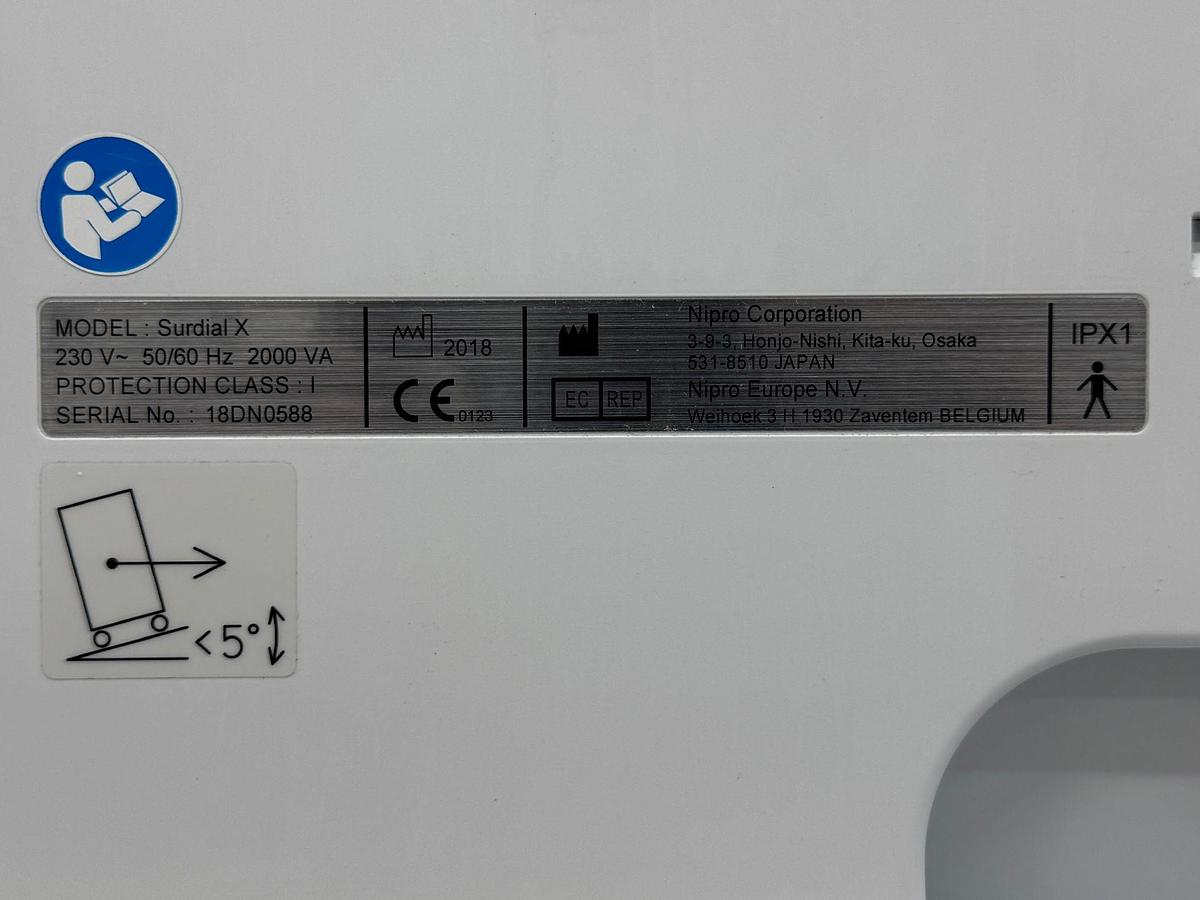 MODEL : Surdial X
230 V~ 50/60 Hz 2000 VA
PROTECTION CLASS : I
SERIAL No. : 18DN0588
2018
CE 0123
Nipro Corporation
3-9-3, Honjo-Nishi, Kita-ku, Osaka
531-8510 JAPAN
EC REP
Nipro Europe N.V.
Weihoek 3 H 1930 Zaventem BELGIUM
IPX1
<5°